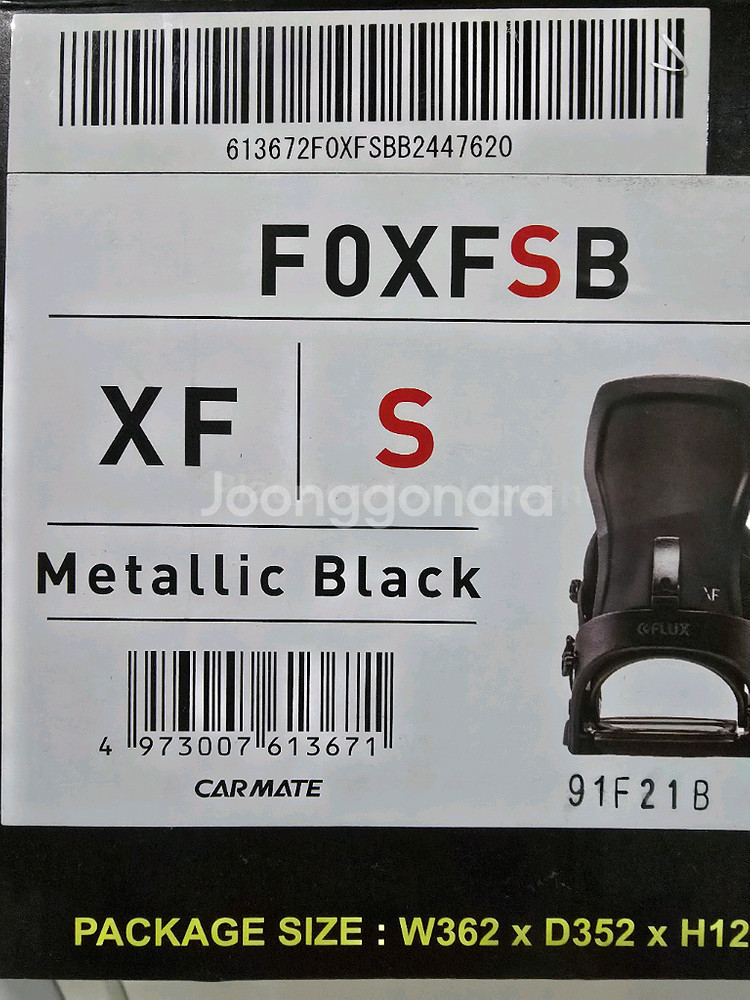 613672F0XFSBB2447620
F0XFSB
XF
S
Joonggonara
Metallic Black
XF
FLUX
4 973007 613671
CARMATE
91F21B
PACKAGE SIZE : W362 x D352 x H12